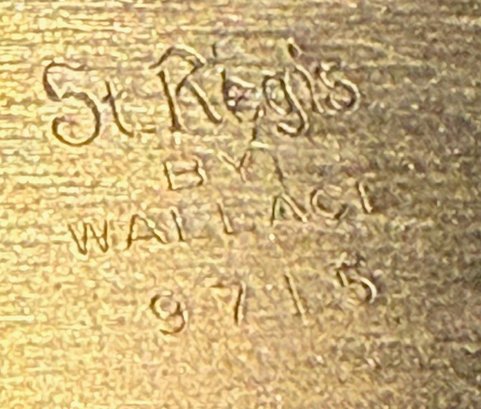 St. Regis
BY
WALLACE
9715